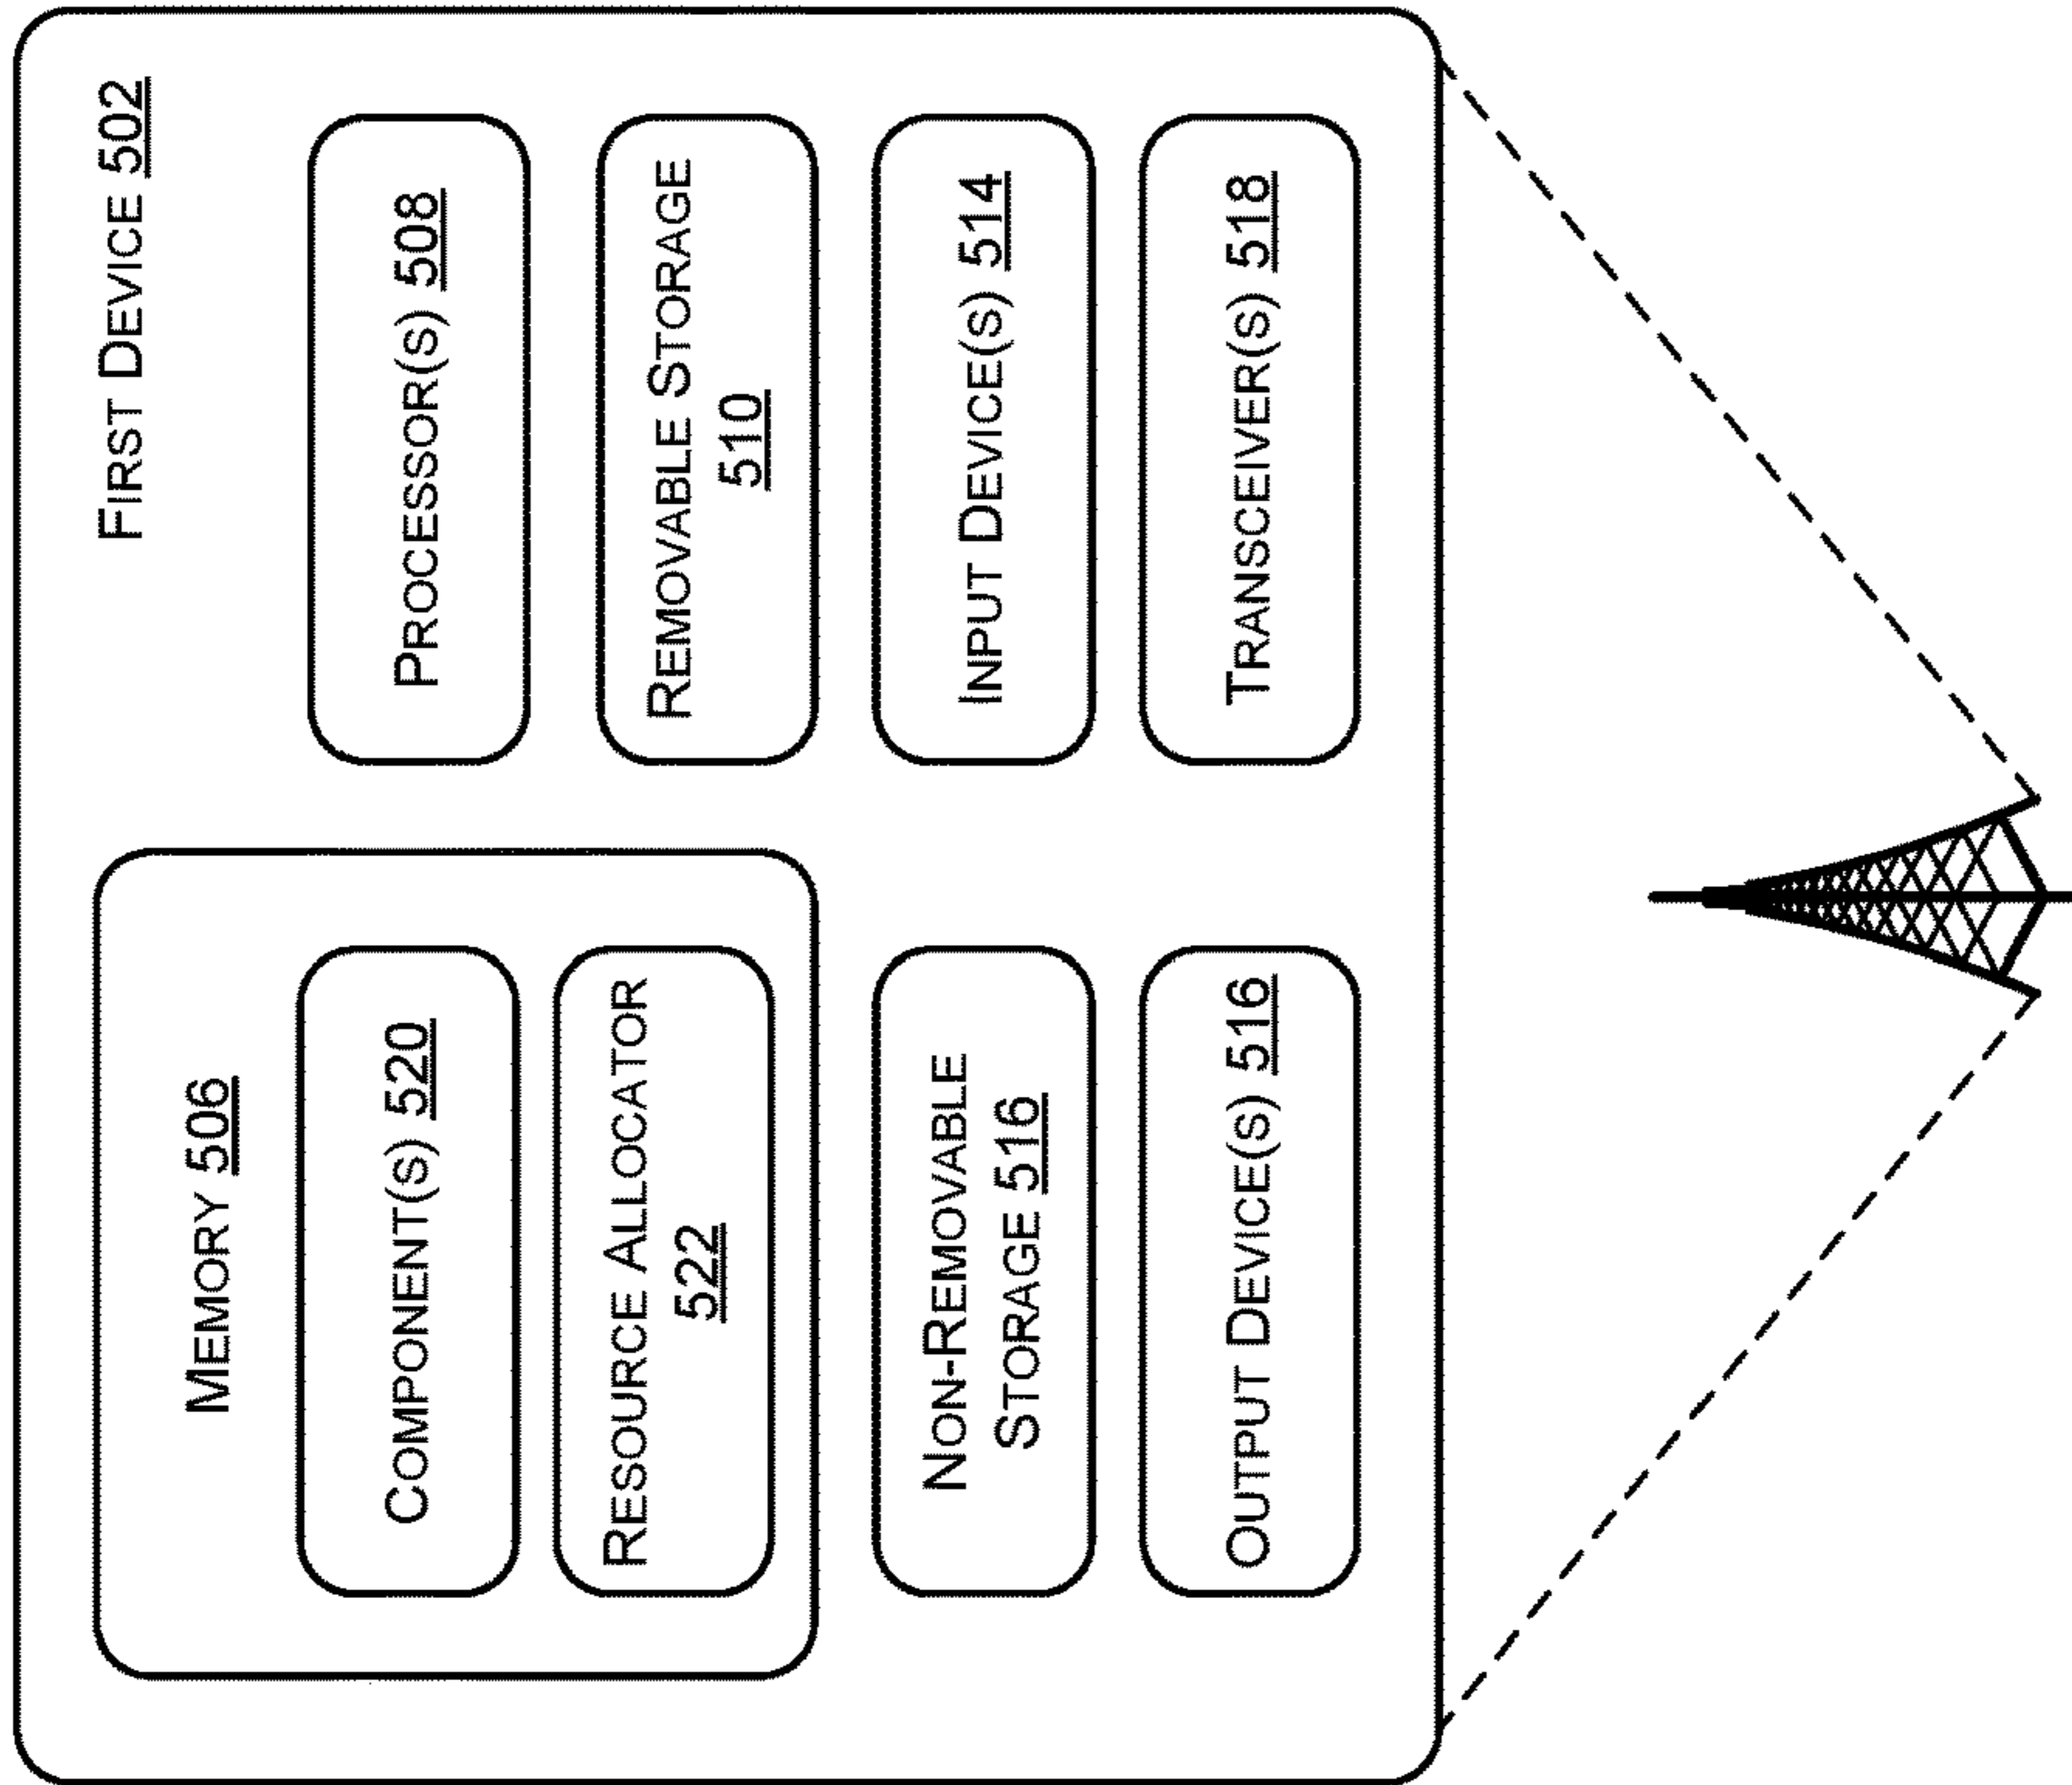 FIRST DEVICE 502
MEMORY 506
COMPONENT(S) 520
RESOURCE ALLOCATOR
522
PROCESSOR(S) 508
REMOVABLE STORAGE
510
NON-REMOVABLE
STORAGE 516
INPUT DEVICE(S) 514
OUTPUT DEVICE(S) 516
TRANSCEIVER(S) 518